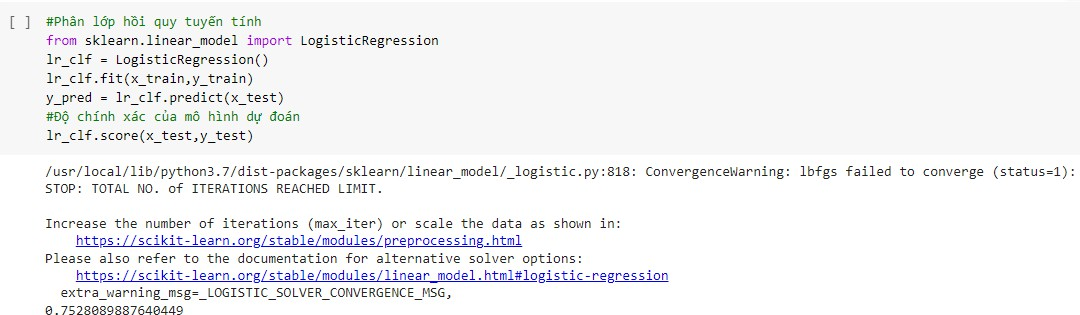 [ ] #Phân lớp hồi quy tuyến tính
from sklearn.linear_model import LogisticRegression
lr_clf = LogisticRegression()
lr_clf.fit(x_train,y_train)
y_pred = lr_clf.predict(x_test)
#Độ chính xác của mô hình dự đoán
lr_clf.score(x_test,y_test)
/usr/local/lib/python3.7/dist-packages/sklearn/linear_model/_logistic.py:818: ConvergenceWarning: lbfgs failed to converge (status=1):
STOP: TOTAL NO. of ITERATIONS REACHED LIMIT.
Increase the number of iterations (max_iter) or scale the data as shown in:
https://scikit-learn.org/stable/modules/preprocessing.html
Please also refer to the documentation for alternative solver options:
https://scikit-learn.org/stable/modules/linear_model.html#logistic-regression
extra_warning_msg=_LOGISTIC_SOLVER_CONVERGENCE_MSG,
0.7528089887640449